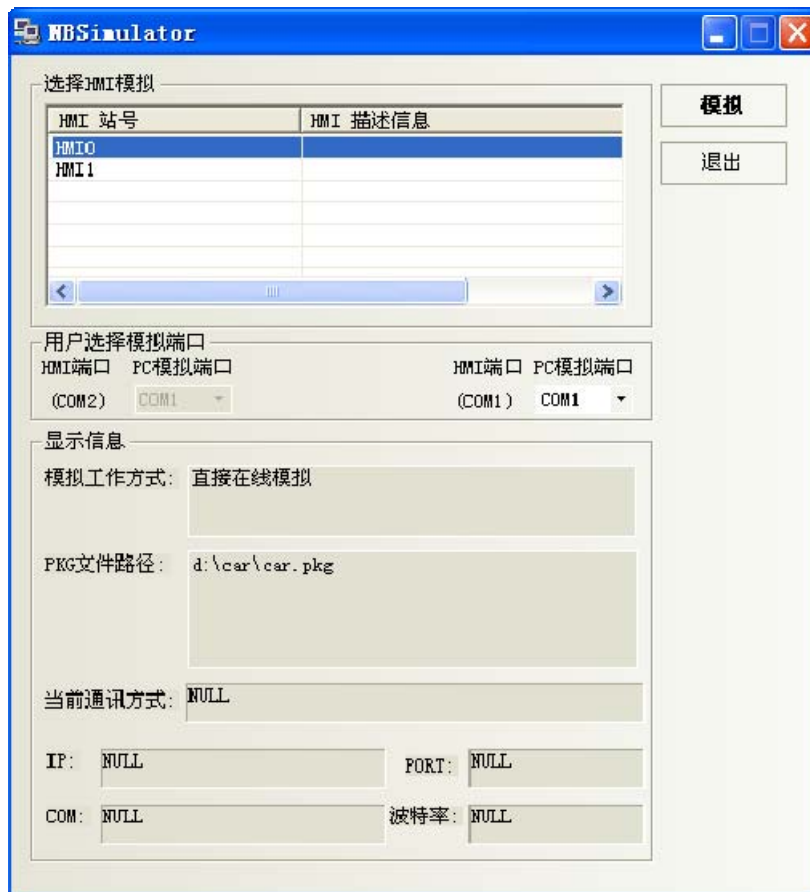 NBSimulator
选择HMI模拟
HMI 站号 HMI 描述信息
HMI0
HMI1
模拟
退出
用户选择模拟端口
HMI端口 PC模拟端口 HMI端口 PC模拟端口
(COM2) COM1 (COM1) COM1
显示信息
模拟工作方式: 直接在线模拟
PKG文件路径: d:\car\car.pkg
当前通讯方式: NULL
IP: NULL PORT: NULL
COM: NULL 波特率: NULL